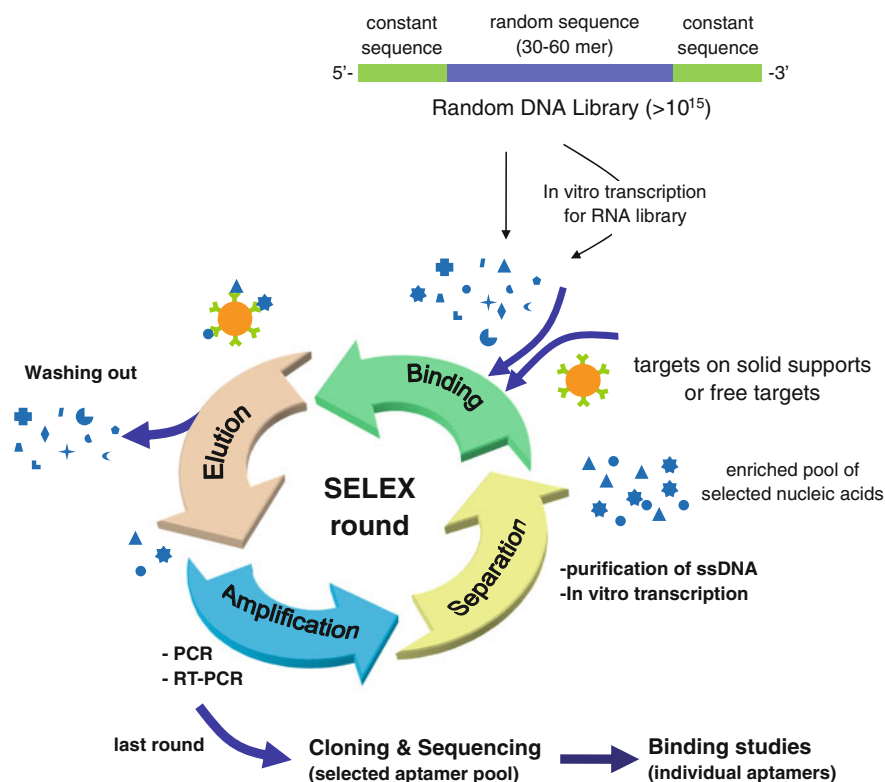 constant
sequence
random sequence
(30-60 mer)
constant
sequence
5'-
-3'
Random DNA Library (>10¹⁵)
In vitro transcription
for RNA library
Binding
targets on solid supports
or free targets
Washing out
Elution
SELEX
round
enriched pool of
selected nucleic acids
Separation
-purification of ssDNA
-In vitro transcription
Amplification
- PCR
- RT-PCR
last round
Cloning & Sequencing
(selected aptamer pool)
Binding studies
(individual aptamers)